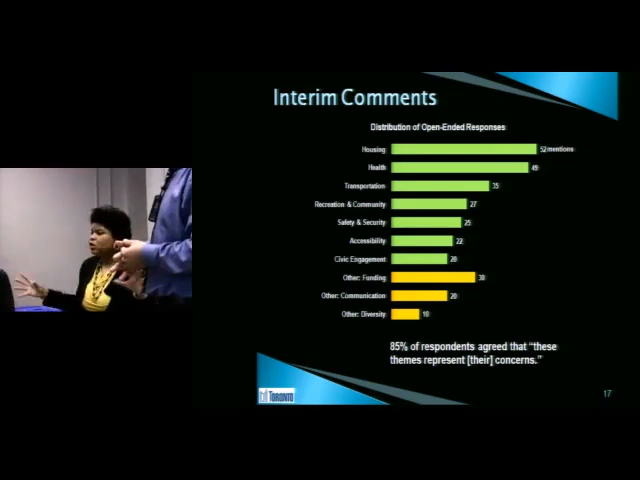 Interim Comments
Distribution of Open-Ended Responses
Housing 52 mentions
Health 49
Transportation 35
Recreation & Community 27
Safety & Security 25
Accessibility 22
Civic Engagement 20
Other: Funding 30
Other: Communication 20
Other: Diversity 10
85% of respondents agreed that “these
themes represent [their] concerns.”
TORONTO
17